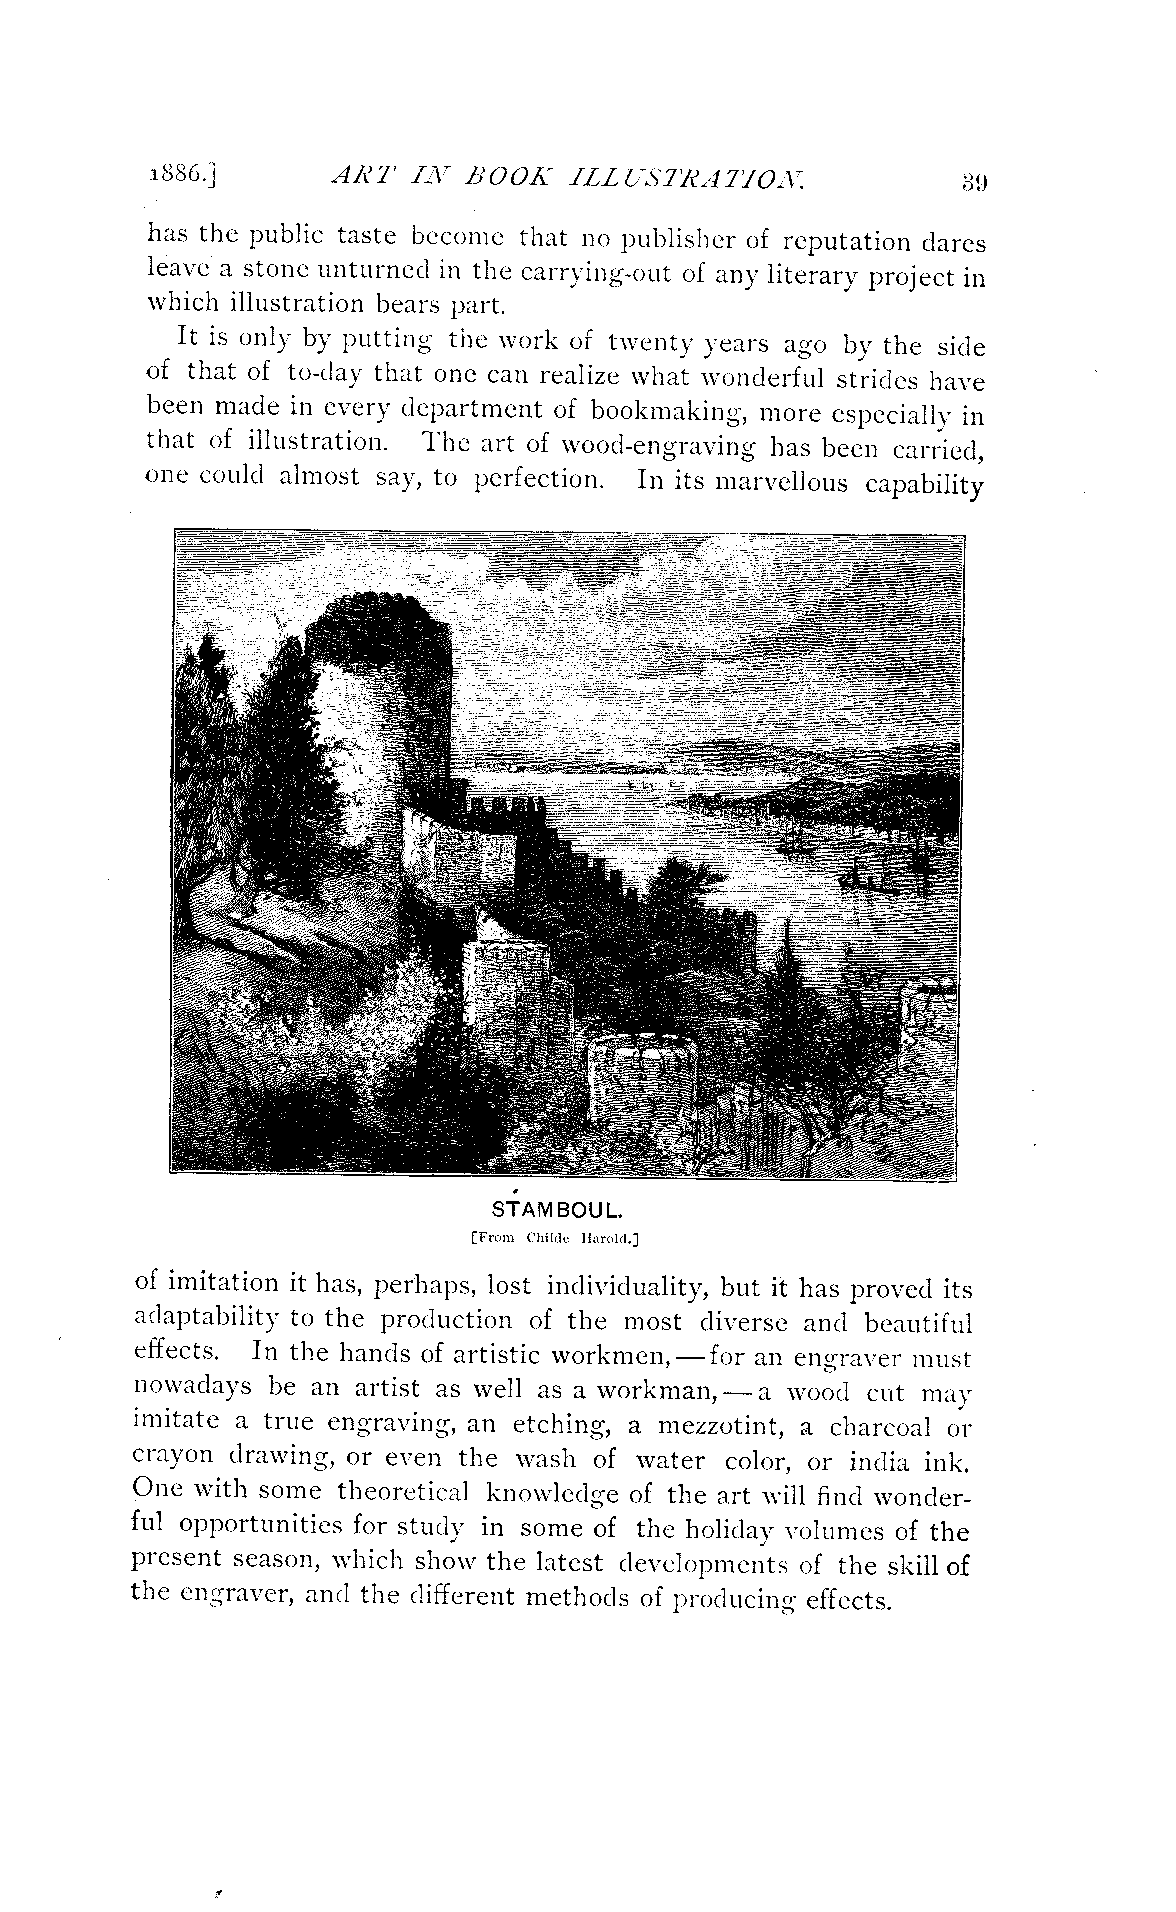 1886.] ART IN BOOK ILLUSTRATION. 39
has the public taste become that no publisher of reputation dares
leave a stone unturned in the carrying-out of any literary project in
which illustration bears part.
It is only by putting the work of twenty years ago by the side
of that of to-day that one can realize what wonderful strides have
been made in every department of bookmaking, more especially in
that of illustration. The art of wood-engraving has been carried,
one could almost say, to perfection. In its marvellous capability
STAMBOUL.
[From Childe Harold.]
of imitation it has, perhaps, lost individuality, but it has proved its
adaptability to the production of the most diverse and beautiful
effects. In the hands of artistic workmen,—for an engraver must
nowadays be an artist as well as a workman,—a wood cut may
imitate a true engraving, an etching, a mezzotint, a charcoal or
crayon drawing, or even the wash of water color, or india ink.
One with some theoretical knowledge of the art will find wonder-
ful opportunities for study in some of the holiday volumes of the
present season, which show the latest developments of the skill of
the engraver, and the different methods of producing effects.